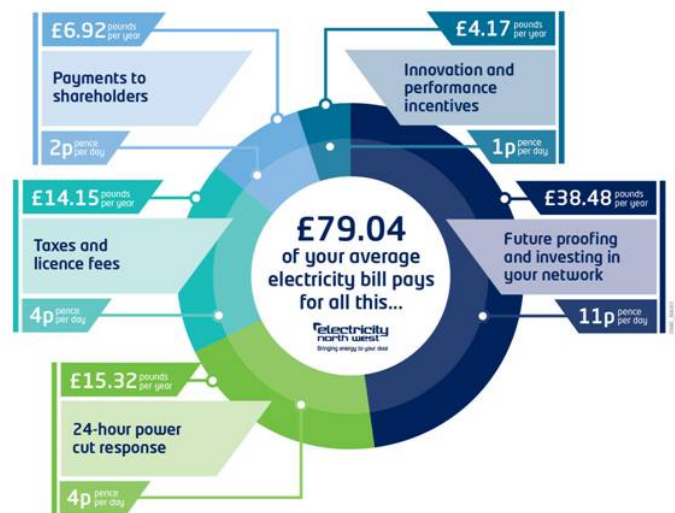 £6.92 pounds per year
Payments to
shareholders
2p pence per day
£4.17 pounds per year
Innovation and
performance
incentives
1p pence per day
£14.15 pounds per year
Taxes and
licence fees
4p pence per day
£79.04
of your average
electricity bill pays
for all this...
electricity
north west
Bringing energy to your door
£38.48 pounds per year
Future proofing
and investing in
your network
11p pence per day
£15.32 pounds per year
24-hour power
cut response
4p pence per day